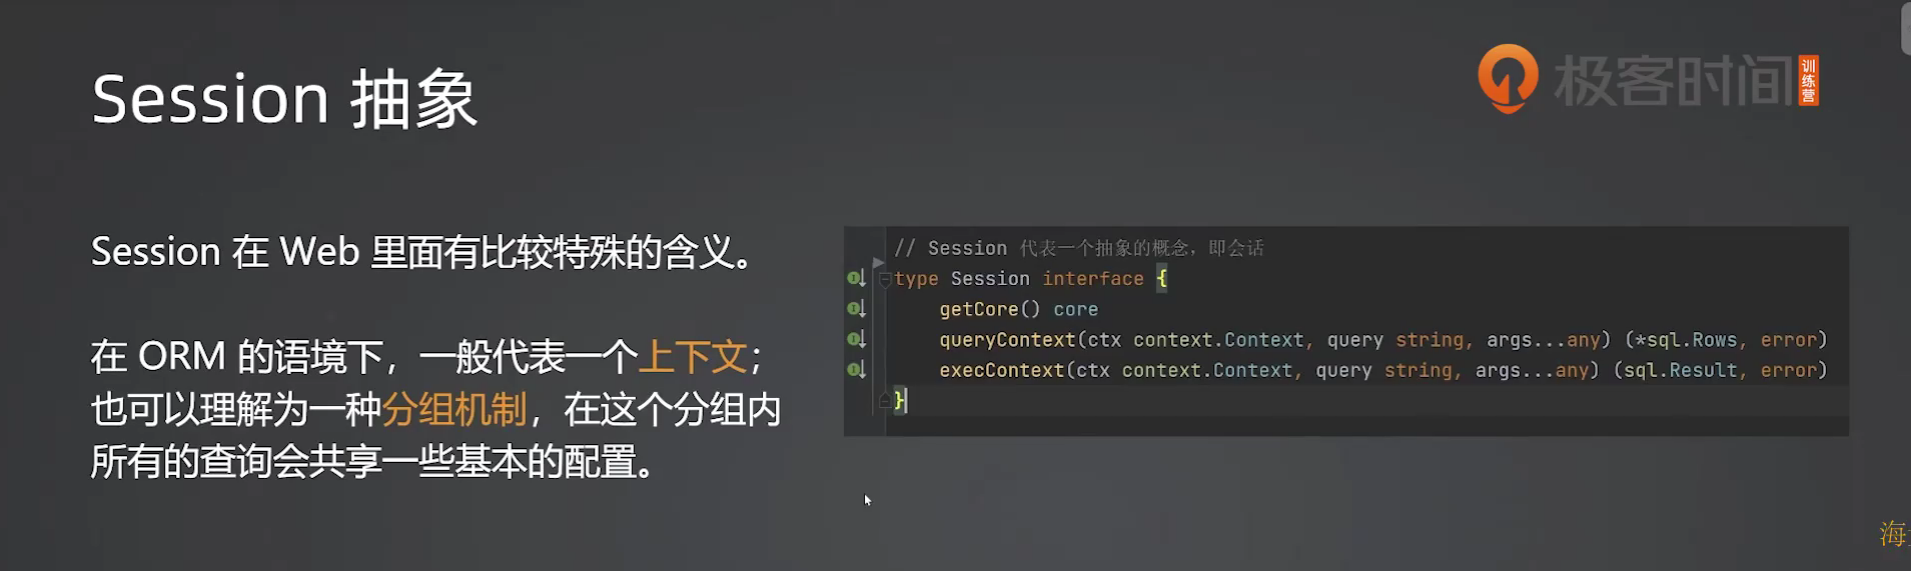 Session 抽象
极客时间
训练营
Session 在 Web 里面有比较特殊的含义。
在 ORM 的语境下，一般代表一个上下文；
也可以理解为一种分组机制，在这个分组内
所有的查询会共享一些基本的配置。
// Session 代表一个抽象的概念，即会话
type Session interface {
getCore() core
queryContext(ctx context.Context, query string, args...any) (*sql.Rows, error)
execContext(ctx context.Context, query string, args...any) (sql.Result, error)
}
海